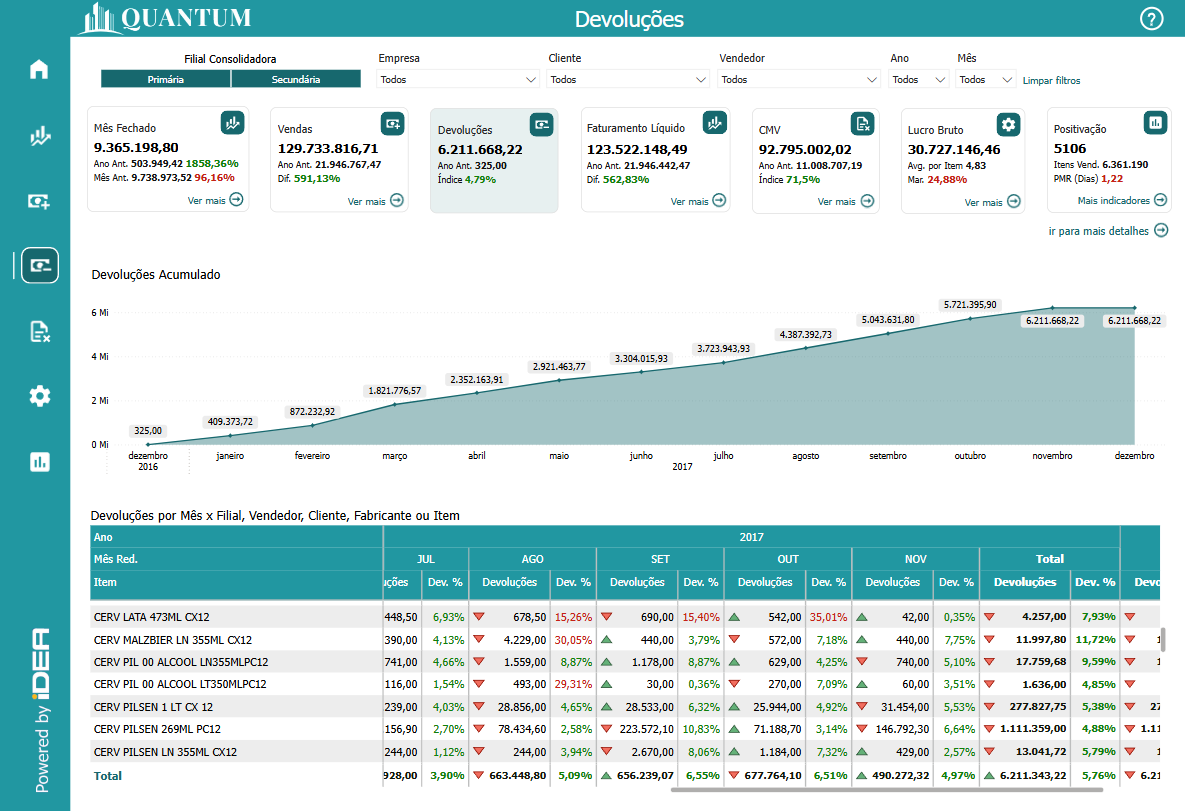 QUANTUM
Devoluções
?
Filial Consolidadora
Primária Secundária
Empresa
Todos
Cliente
Todos
Vendedor
Todos
Ano
Todos
Mês
Todos
Limpar filtros
Mês Fechado
9.365.198,80
Ano Ant. 503.949,42 1858,36%
Mês Ant. 9.738.973,52 96,16%
Ver mais
Vendas
129.733.816,71
Ano Ant. 21.946.767,47
Dif. 591,13%
Ver mais
Devoluções
6.211.668,22
Ano Ant. 325,00
Índice 4,79%
Faturamento Líquido
123.522.148,49
Ano Ant. 21.946.442,47
Dif. 562,83%
Ver mais
CMV
92.795.002,02
Ano Ant. 11.008.707,19
Índice 71,5%
Ver mais
Lucro Bruto
30.727.146,46
Avg. por Item 4,83
Mar. 24,88%
Ver mais
Positivação
5106
Itens Vend. 6.361.190
PMR (Dias) 1,22
Mais indicadores
ir para mais detalhes
Devoluções Acumulado
6 Mi
4 Mi
2 Mi
0 Mi
325,00
409.373,72
872.232,92
1.821.776,57
2.352.163,91
2.921.463,77
3.304.015,93
3.723.943,93
4.387.392,73
5.043.631,80
5.721.395,90
6.211.668,22
6.211.668,22
dezembro janeiro fevereiro março abril maio junho julho agosto setembro outubro novembro dezembro
2016 2017
Devoluções por Mês x Filial, Vendedor, Cliente, Fabricante ou Item
Ano 2017
Mês Red. JUL AGO SET OUT NOV Total
Item ções Dev. % Devoluções Dev. % Devoluções Dev. % Devoluções Dev. % Devoluções Dev. % Devoluções Dev. % Devo
CERV LATA 473ML CX12 448,50 6,93% 678,50 15,26% 690,00 15,40% 542,00 35,01% 42,00 0,35% 4.257,00 7,93%
CERV MALZBIER LN 355ML CX12 390,00 4,13% 4.229,00 30,05% 440,00 3,79% 572,00 7,18% 440,00 7,75% 11.997,80 11,72% 1
CERV PIL 00 ALCOOL LN355MLPC12 741,00 4,66% 1.559,00 8,87% 1.178,00 8,87% 629,00 4,25% 740,00 5,10% 17.759,68 9,59% 1
CERV PIL 00 ALCOOL LT350MLPC12 116,00 1,54% 493,00 29,31% 30,00 0,36% 270,00 7,09% 60,00 3,51% 1.636,00 4,85%
CERV PILSEN 1 LT CX 12 239,00 4,03% 28.856,00 4,65% 28.533,00 6,32% 25.944,00 4,92% 31.454,00 5,53% 277.827,75 5,38% 27
CERV PILSEN 269ML PC12 156,90 2,70% 78.434,60 2,58% 223.572,10 10,83% 71.188,70 3,14% 146.792,30 6,64% 1.111.359,00 4,88% 1.11
CERV PILSEN LN 355ML CX12 244,00 1,12% 244,00 3,94% 2.670,00 8,06% 1.184,00 7,32% 429,00 2,57% 13.041,72 5,79% 1
Total 928,00 3,90% 663.448,80 5,09% 656.239,07 6,55% 677.764,10 6,51% 490.272,32 4,97% 6.211.343,22 5,76% 6.21
Powered by iDEA